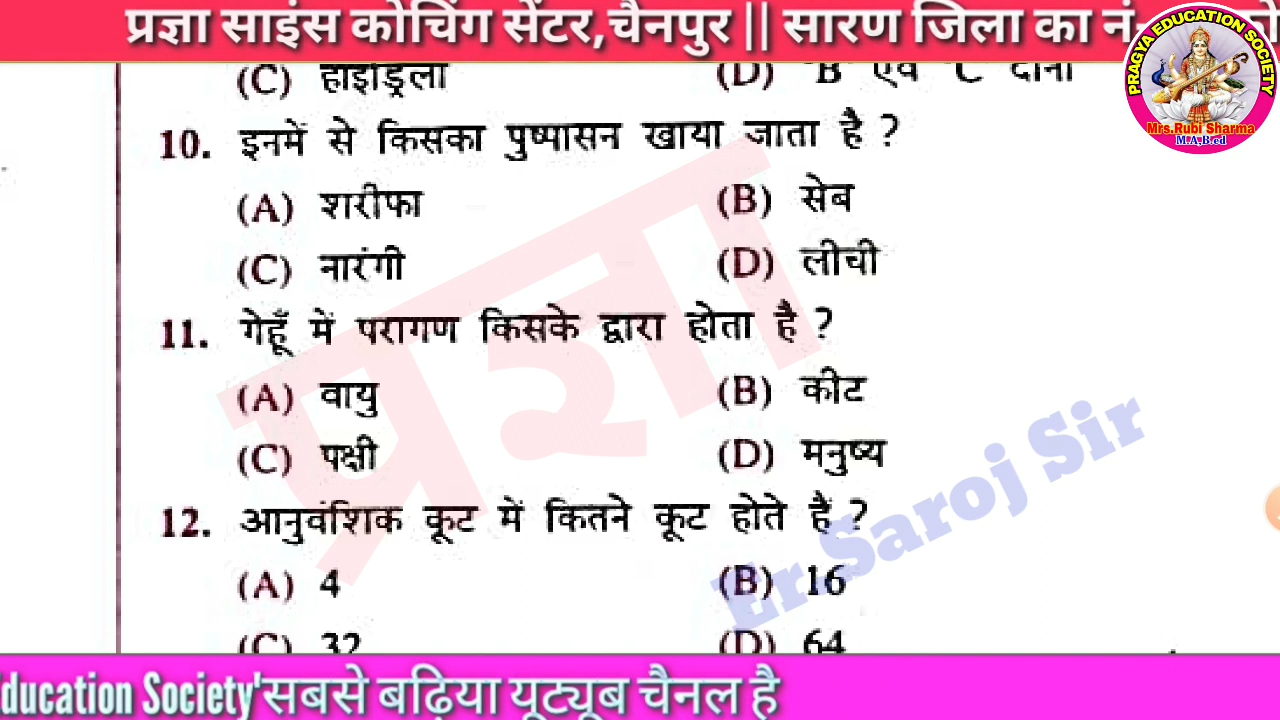 प्रज्ञा साइंस कोचिंग सेंटर,चैनपुर || सारण जिला का नं-
PRAGYA EDUCATION SOCIETY
Mrs.Rubi Sharma
M.A,B.ed
(C) हाइड्रिला (D) 'B' एवं 'C' दोनों
10. इनमें से किसका पुष्पासन खाया जाता है ?
(A) शरीफा (B) सेब
(C) नारंगी (D) लीची
11. गेहूँ में परागण किसके द्वारा होता है ?
(A) वायु (B) कीट
(C) पक्षी (D) मनुष्य
12. आनुवंशिक कूट में कितने कूट होते हैं ?
(A) 4 (B) 16
(C) 32 (D) 64
Er.Saroj Sir
Education Society'सबसे बढ़िया यूट्यूब चैनल है